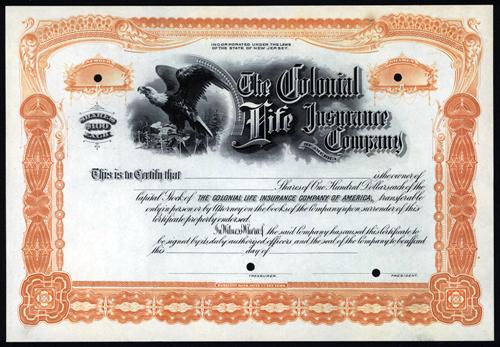 INCORPORATED UNDER THE LAWS
OF THE STATE OF NEW JERSEY.
NUMBER
SHARES
SHARES
$100
EACH
The Colonial
Life Insurance
Company
OF AMERICA
This is to Certify that is the owner of
Shares of One Hundred Dollars each of the
Capital Stock of THE COLONIAL LIFE INSURANCE COMPANY OF AMERICA, transferable
only in person or by Attorney on the books of the Company upon surrender of this
certificate properly endorsed.
In Witness Whereof the said Company has caused this certificate to
be signed by its duly authorized officers and the seal of the Company to be affixed
this day of
TREASURER.
PRESIDENT.